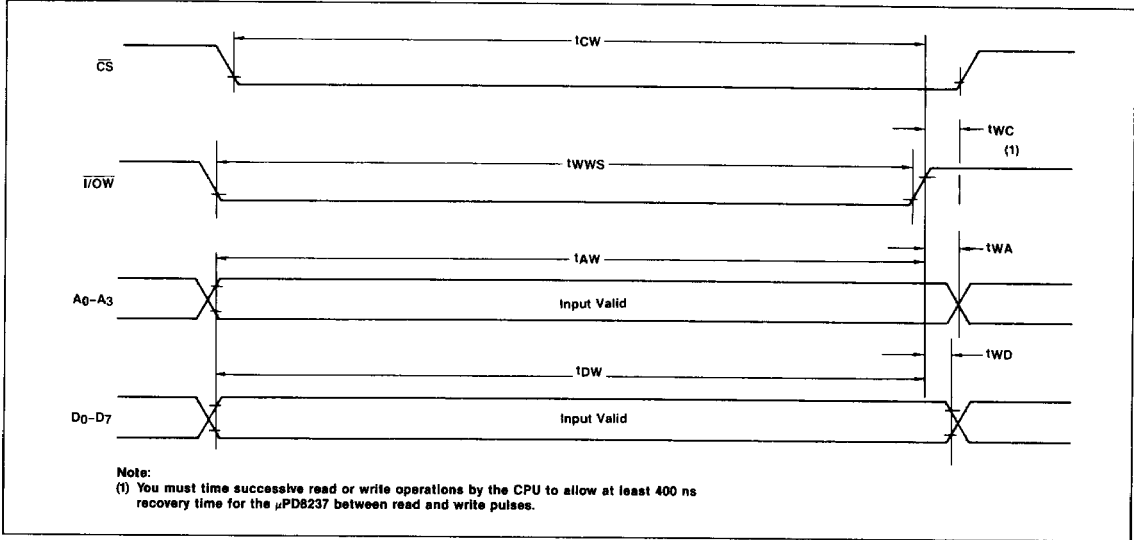 tCW
CS
tWC
(1)
tWWS
I/OW
tWA
tAW
A0-A3
Input Valid
tWD
tDW
D0-D7
Input Valid
Note:
(1) You must time successive read or write operations by the CPU to allow at least 400 ns
recovery time for the µPD8237 between read and write pulses.